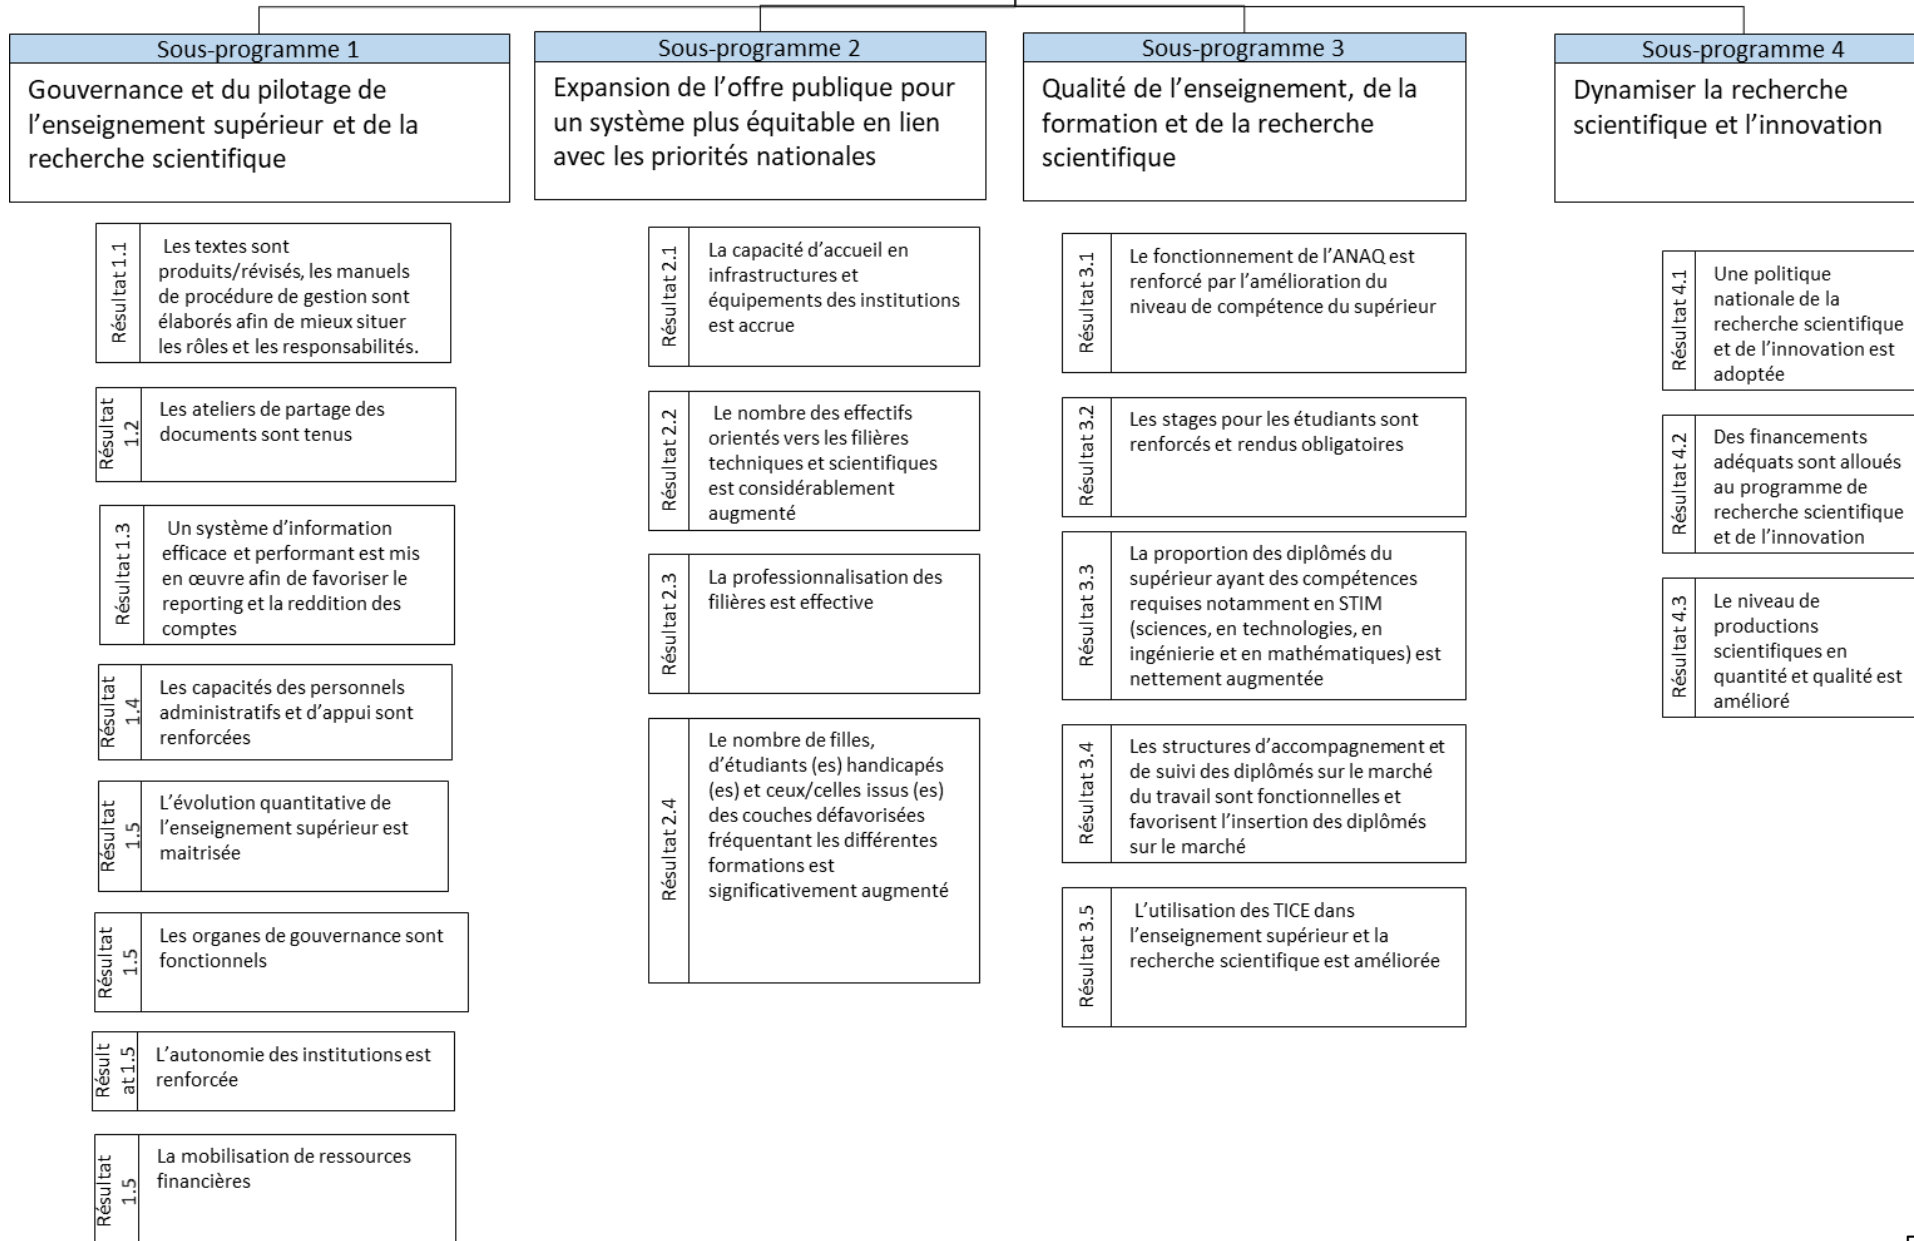 Sous-programme 1
Gouvernance et du pilotage de
l’enseignement supérieur et de la
recherche scientifique
Résultat 1.1
Les textes sont
produits/révisés, les manuels
de procédure de gestion sont
élaborés afin de mieux situer
les rôles et les responsabilités.
Résultat
1.2
Les ateliers de partage des
documents sont tenus
Résultat 1.3
Un système d’information
efficace et performant est mis
en œuvre afin de favoriser le
reporting et la reddition des
comptes
Résultat
1.4
Les capacités des personnels
administratifs et d’appui sont
renforcées
Résultat
1.5
L’évolution quantitative de
l’enseignement supérieur est
maitrisée
Résultat
1.5
Les organes de gouvernance sont
fonctionnels
Résult
at 1.5
L’autonomie des institutions est
renforcée
Résultat
1.5
La mobilisation de ressources
financières
Sous-programme 2
Expansion de l’offre publique pour
un système plus équitable en lien
avec les priorités nationales
Résultat 2.1
La capacité d’accueil en
infrastructures et
équipements des institutions
est accrue
Résultat 2.2
Le nombre des effectifs
orientés vers les filières
techniques et scientifiques
est considérablement
augmenté
Résultat 2.3
La professionnalisation des
filières est effective
Résultat 2.4
Le nombre de filles,
d’étudiants (es) handicapés
(es) et ceux/celles issus (es)
des couches défavorisées
fréquentant les différentes
formations est
significativement augmenté
Sous-programme 3
Qualité de l’enseignement, de la
formation et de la recherche
scientifique
Résultat 3.1
Le fonctionnement de l’ANAQ est
renforcé par l’amélioration du
niveau de compétence du supérieur
Résultat 3.2
Les stages pour les étudiants sont
renforcés et rendus obligatoires
Résultat 3.3
La proportion des diplômés du
supérieur ayant des compétences
requises notamment en STIM
(sciences, en technologies, en
ingénierie et en mathématiques) est
nettement augmentée
Résultat 3.4
Les structures d’accompagnement et
de suivi des diplômés sur le marché
du travail sont fonctionnelles et
favorisent l’insertion des diplômés
sur le marché
Résultat 3.5
L’utilisation des TICE dans
l’enseignement supérieur et la
recherche scientifique est améliorée
Sous-programme 4
Dynamiser la recherche
scientifique et l’innovation
Résultat 4.1
Une politique
nationale de la
recherche scientifique
et de l’innovation est
adoptée
Résultat 4.2
Des financements
adéquats sont alloués
au programme de
recherche scientifique
et de l’innovation
Résultat 4.3
Le niveau de
productions
scientifiques en
quantité et qualité est
amélioré